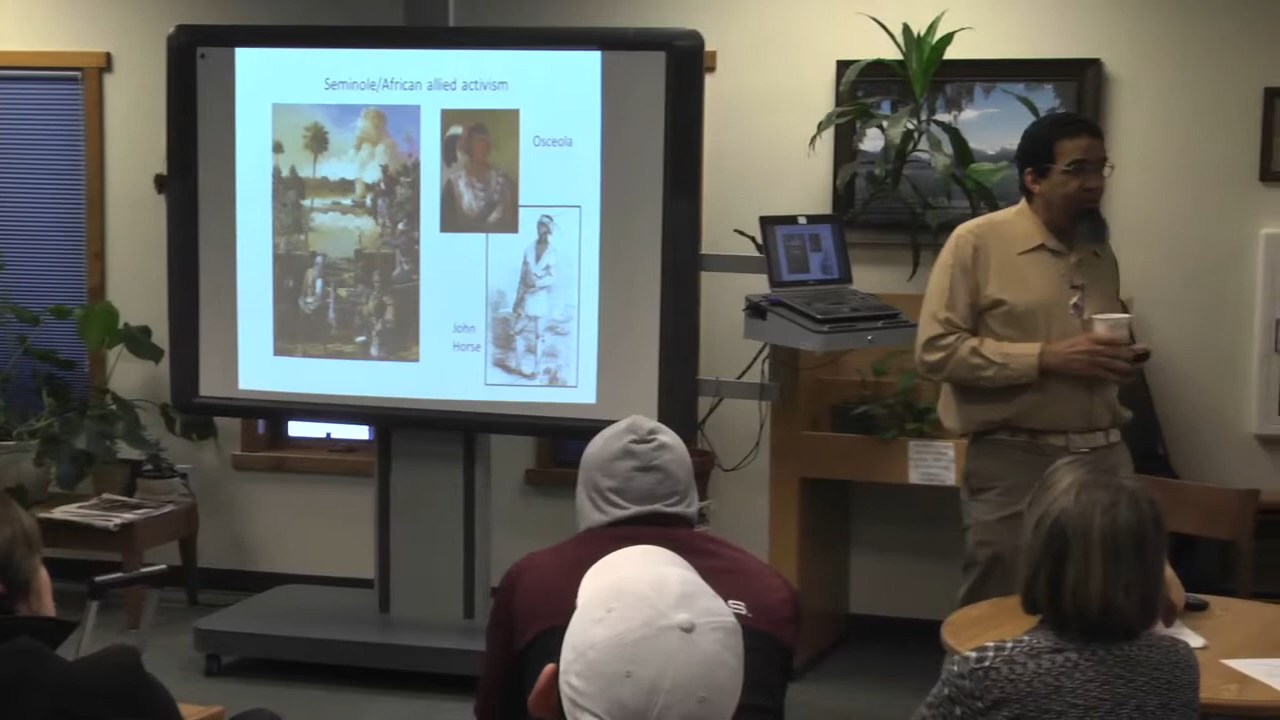 Seminole/African allied activism
Osceola
John
Horse
S.